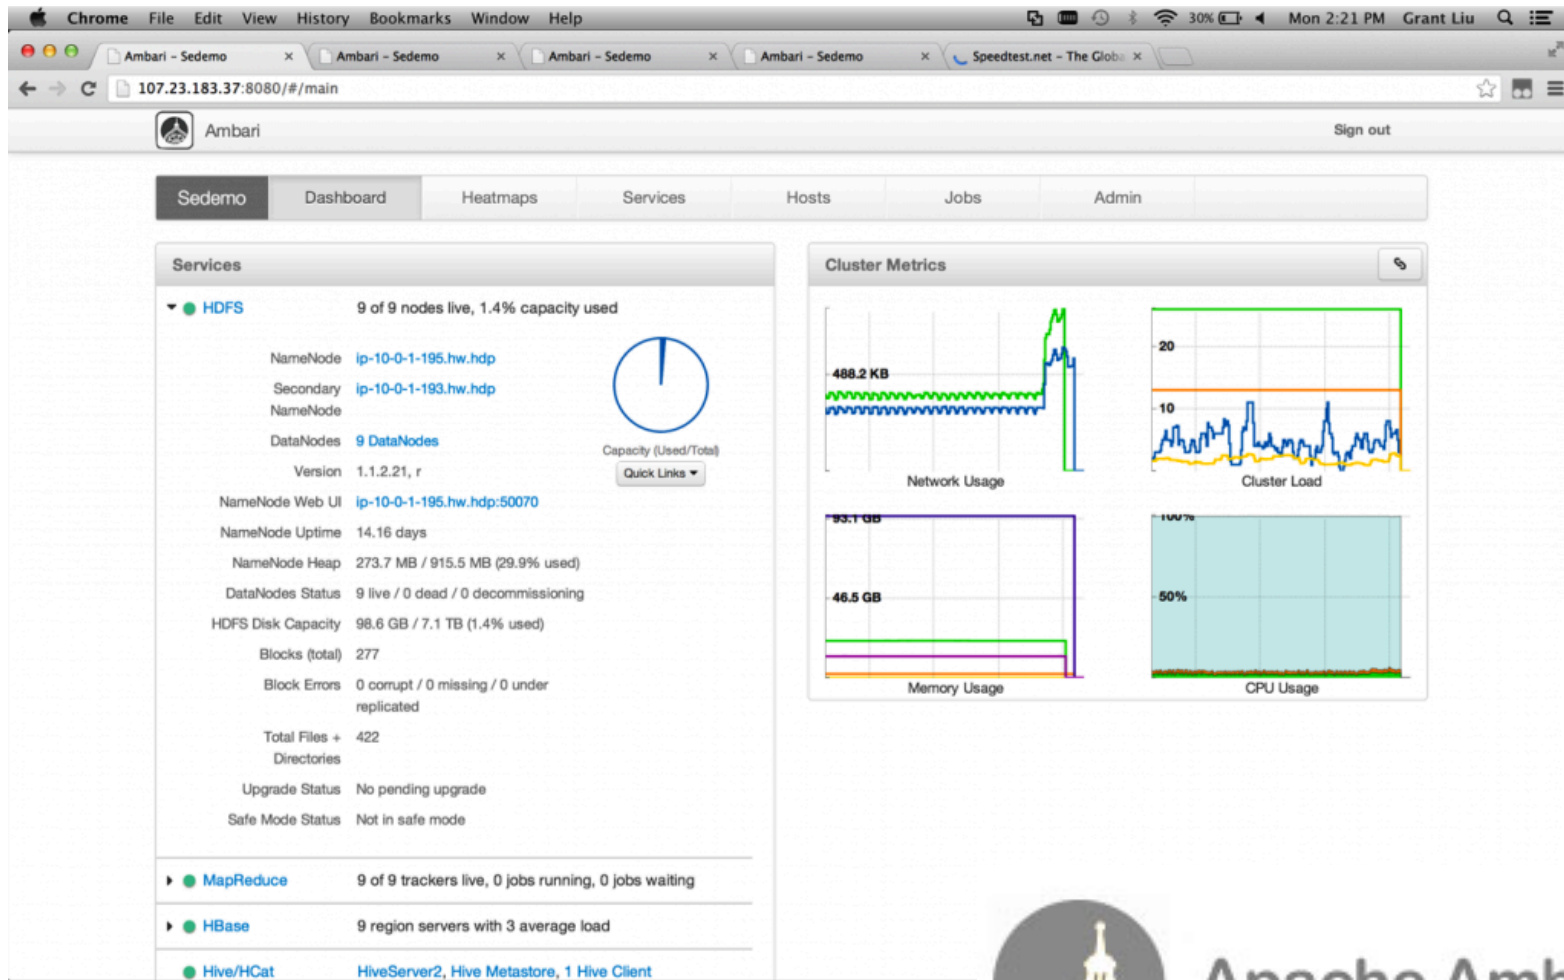 Chrome File Edit View History Bookmarks Window Help 30% Mon 2:21 PM Grant Liu
Ambari – Sedemo Ambari – Sedemo Ambari – Sedemo Ambari – Sedemo Speedtest.net – The Globa
107.23.183.37:8080/#/main
Ambari Sign out
Sedemo Dashboard Heatmaps Services Hosts Jobs Admin
Services
HDFS 9 of 9 nodes live, 1.4% capacity used
NameNode ip-10-0-1-195.hw.hdp
Secondary ip-10-0-1-193.hw.hdp
NameNode
DataNodes 9 DataNodes
Capacity (Used/Total)
Version 1.1.2.21, r
Quick Links
NameNode Web UI ip-10-0-1-195.hw.hdp:50070
NameNode Uptime 14.16 days
NameNode Heap 273.7 MB / 915.5 MB (29.9% used)
DataNodes Status 9 live / 0 dead / 0 decommissioning
HDFS Disk Capacity 98.6 GB / 7.1 TB (1.4% used)
Blocks (total) 277
Block Errors 0 corrupt / 0 missing / 0 under
replicated
Total Files + 422
Directories
Upgrade Status No pending upgrade
Safe Mode Status Not in safe mode
MapReduce 9 of 9 trackers live, 0 jobs running, 0 jobs waiting
HBase 9 region servers with 3 average load
Hive/HCat HiveServer2, Hive Metastore, 1 Hive Client
Cluster Metrics
488.2 KB
Network Usage
20
10
Cluster Load
93.1 GB
46.5 GB
Memory Usage
100%
50%
CPU Usage
Apache Amb